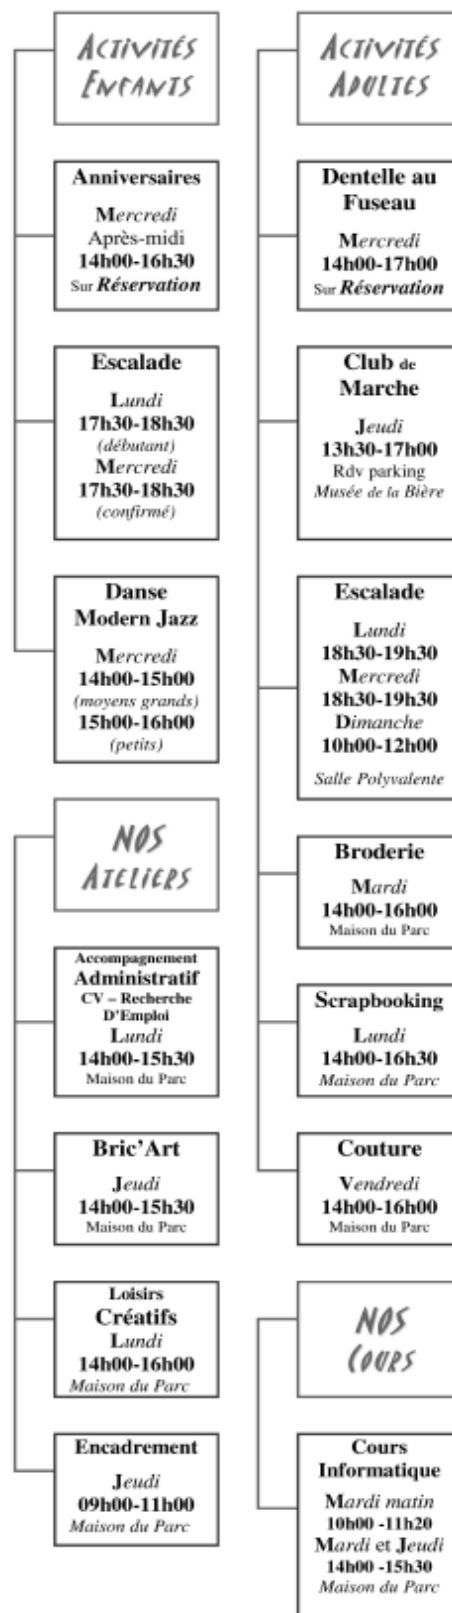 ACTIVITÉS
ENFANTS
Anniversaires
Mercredi
Après-midi
14h00-16h30
Sur Réservation
Escalade
Lundi
17h30-18h30
(débutant)
Mercredi
17h30-18h30
(confirmé)
Danse
Modern Jazz
Mercredi
14h00-15h00
(moyens grands)
15h00-16h00
(petits)
NOS
ATELIERS
Accompagnement
Administratif
CV – Recherche
D'Emploi
Lundi
14h00-15h30
Maison du Parc
Bric'Art
Jeudi
14h00-15h30
Maison du Parc
Loisirs
Créatifs
Lundi
14h00-16h00
Maison du Parc
Encadrement
Jeudi
09h00-11h00
Maison du Parc
ACTIVITÉS
ADULTES
Dentelle au
Fuseau
Mercredi
14h00-17h00
Sur Réservation
Club de
Marche
Jeudi
13h30-17h00
Rdv parking
Musée de la Bière
Escalade
Lundi
18h30-19h30
Mercredi
18h30-19h30
Dimanche
10h00-12h00
Salle Polyvalente
Broderie
Mardi
14h00-16h00
Maison du Parc
Scrapbooking
Lundi
14h00-16h30
Maison du Parc
Couture
Vendredi
14h00-16h00
Maison du Parc
NOS
COURS
Cours
Informatique
Mardi matin
10h00 -11h20
Mardi et Jeudi
14h00 -15h30
Maison du Parc